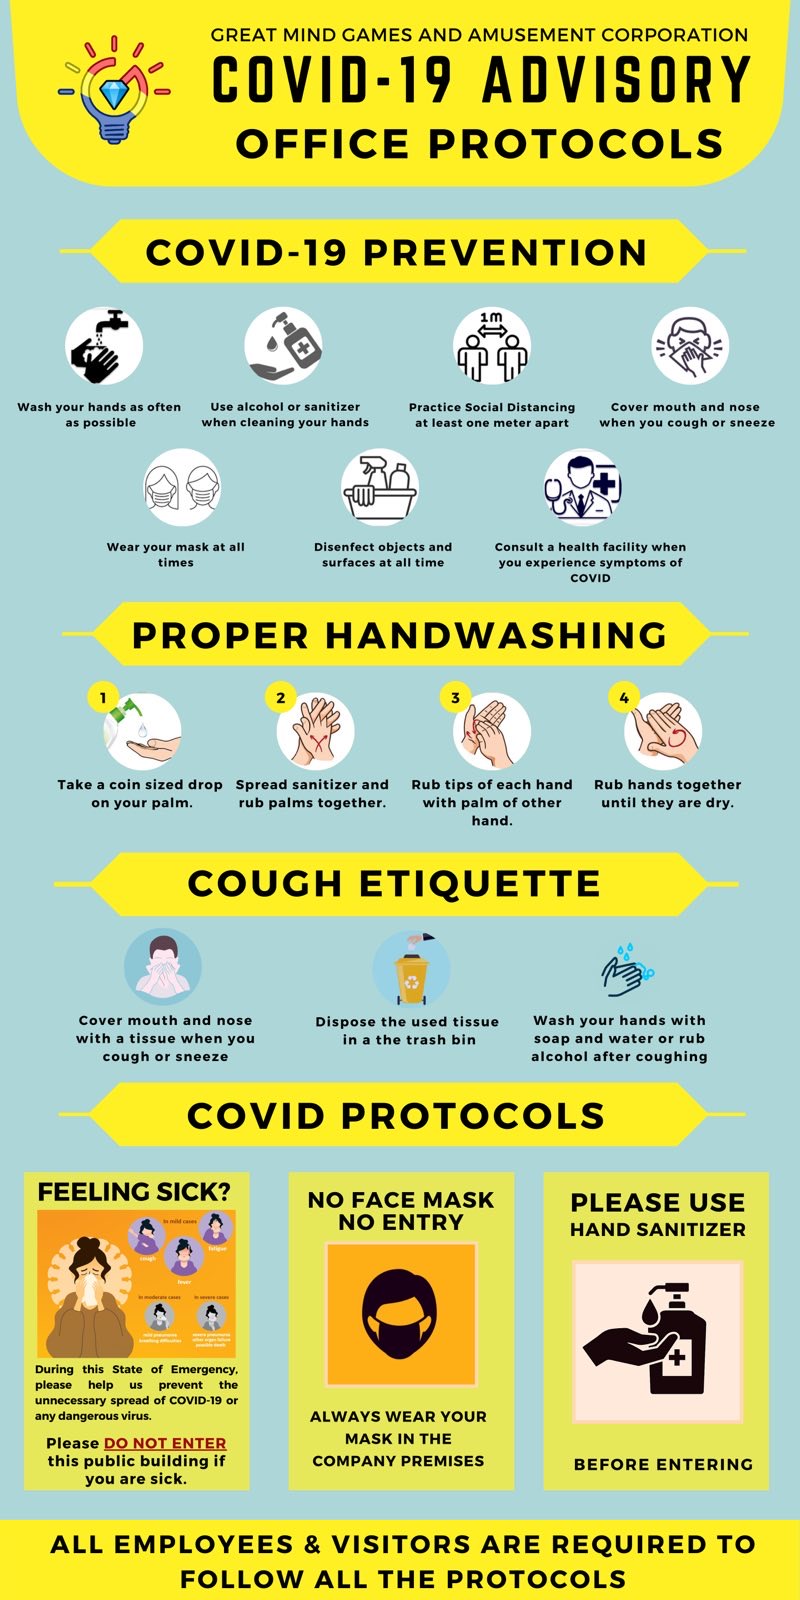 GREAT MIND GAMES AND AMUSEMENT CORPORATION
COVID-19 ADVISORY
OFFICE PROTOCOLS
COVID-19 PREVENTION
1m
Wash your hands as often
as possible
Use alcohol or sanitizer
when cleaning your hands
Practice Social Distancing
at least one meter apart
Cover mouth and nose
when you cough or sneeze
Wear your mask at all
times
Disenfect objects and
surfaces at all time
Consult a health facility when
you experience symptoms of
COVID
PROPER HANDWASHING
1
Take a coin sized drop
on your palm.
2
Spread sanitizer and
rub palms together.
3
Rub tips of each hand
with palm of other
hand.
4
Rub hands together
until they are dry.
COUGH ETIQUETTE
Cover mouth and nose
with a tissue when you
cough or sneeze
Dispose the used tissue
in a the trash bin
Wash your hands with
soap and water or rub
alcohol after coughing
COVID PROTOCOLS
FEELING SICK?
In mild cases
cough
fatigue
fever
In moderate cases
mild pneumonia
breathing difficulties
In severe cases
severe pneumonia
other organ failure
possible death
During this State of Emergency,
please help us prevent the
unnecessary spread of COVID-19 or
any dangerous virus.
Please DO NOT ENTER
this public building if
you are sick.
NO FACE MASK
NO ENTRY
ALWAYS WEAR YOUR
MASK IN THE
COMPANY PREMISES
PLEASE USE
HAND SANITIZER
BEFORE ENTERING
ALL EMPLOYEES & VISITORS ARE REQUIRED TO
FOLLOW ALL THE PROTOCOLS